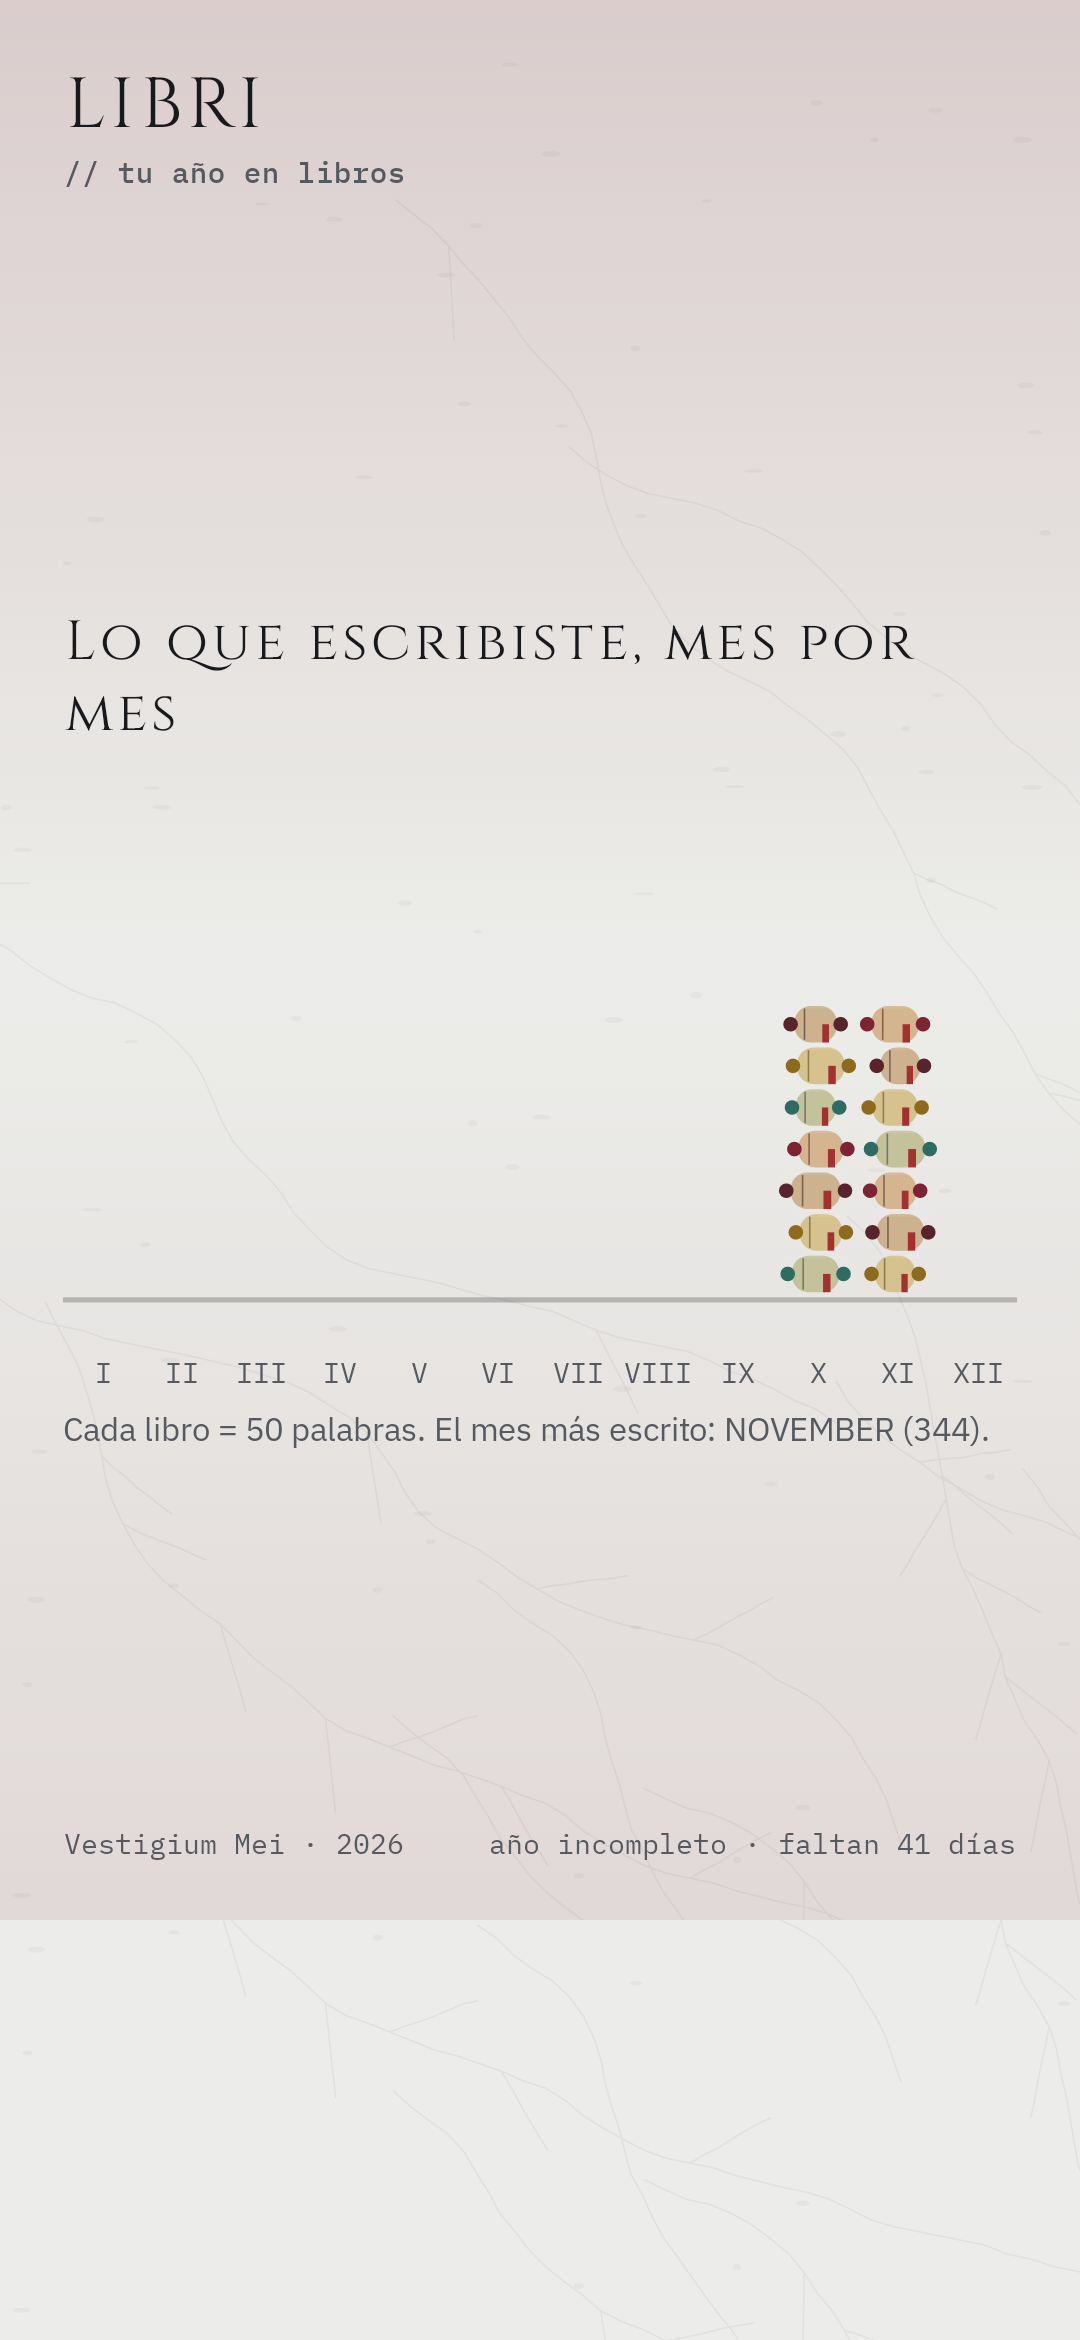 LIBRI
// tu año en libros
Lo que escribiste, mes por
mes
I II III IV V VI VII VIII IX X XI XII
Cada libro = 50 palabras. El mes más escrito: NOVEMBER (344).
Vestigium Mei · 2026 año incompleto · faltan 41 días